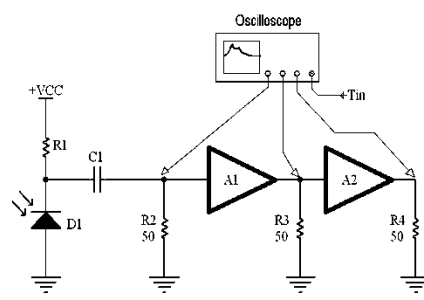 Oscilloscope
+VCC
+Tin
R1
C1
A1
A2
D1
R2
50
R3
50
R4
50